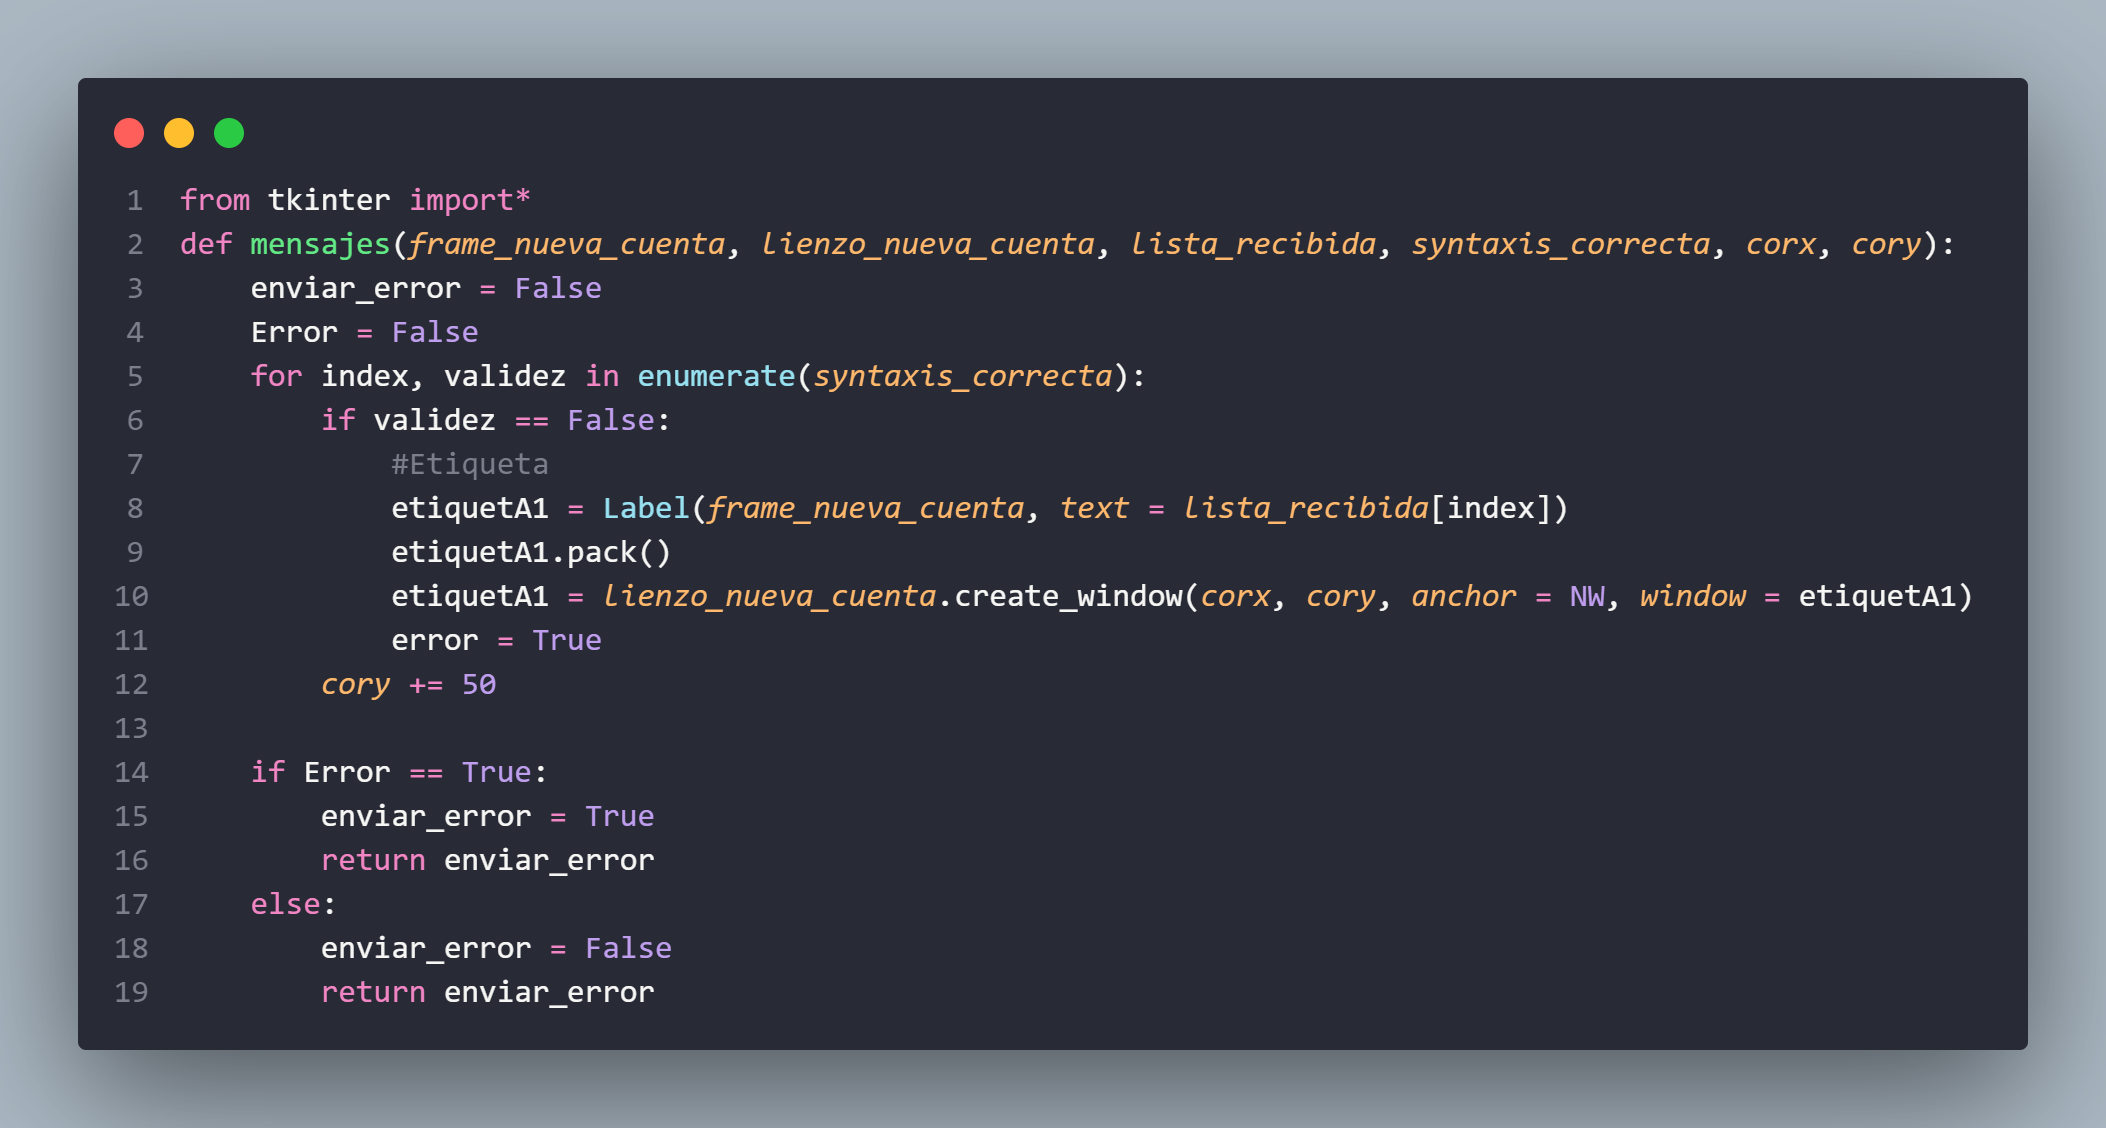 1 from tkinter import*
2 def mensajes(frame_nueva_cuenta, lienzo_nueva_cuenta, lista_recibida, syntaxis_correcta, corx, cory):
3     enviar_error = False
4     Error = False
5     for index, validez in enumerate(syntaxis_correcta):
6         if validez == False:
7             #Etiqueta
8             etiquetA1 = Label(frame_nueva_cuenta, text = lista_recibida[index])
9             etiquetA1.pack()
10             etiquetA1 = lienzo_nueva_cuenta.create_window(corx, cory, anchor = NW, window = etiquetA1)
11             error = True
12         cory += 50
13
14     if Error == True:
15         enviar_error = True
16         return enviar_error
17     else:
18         enviar_error = False
19         return enviar_error